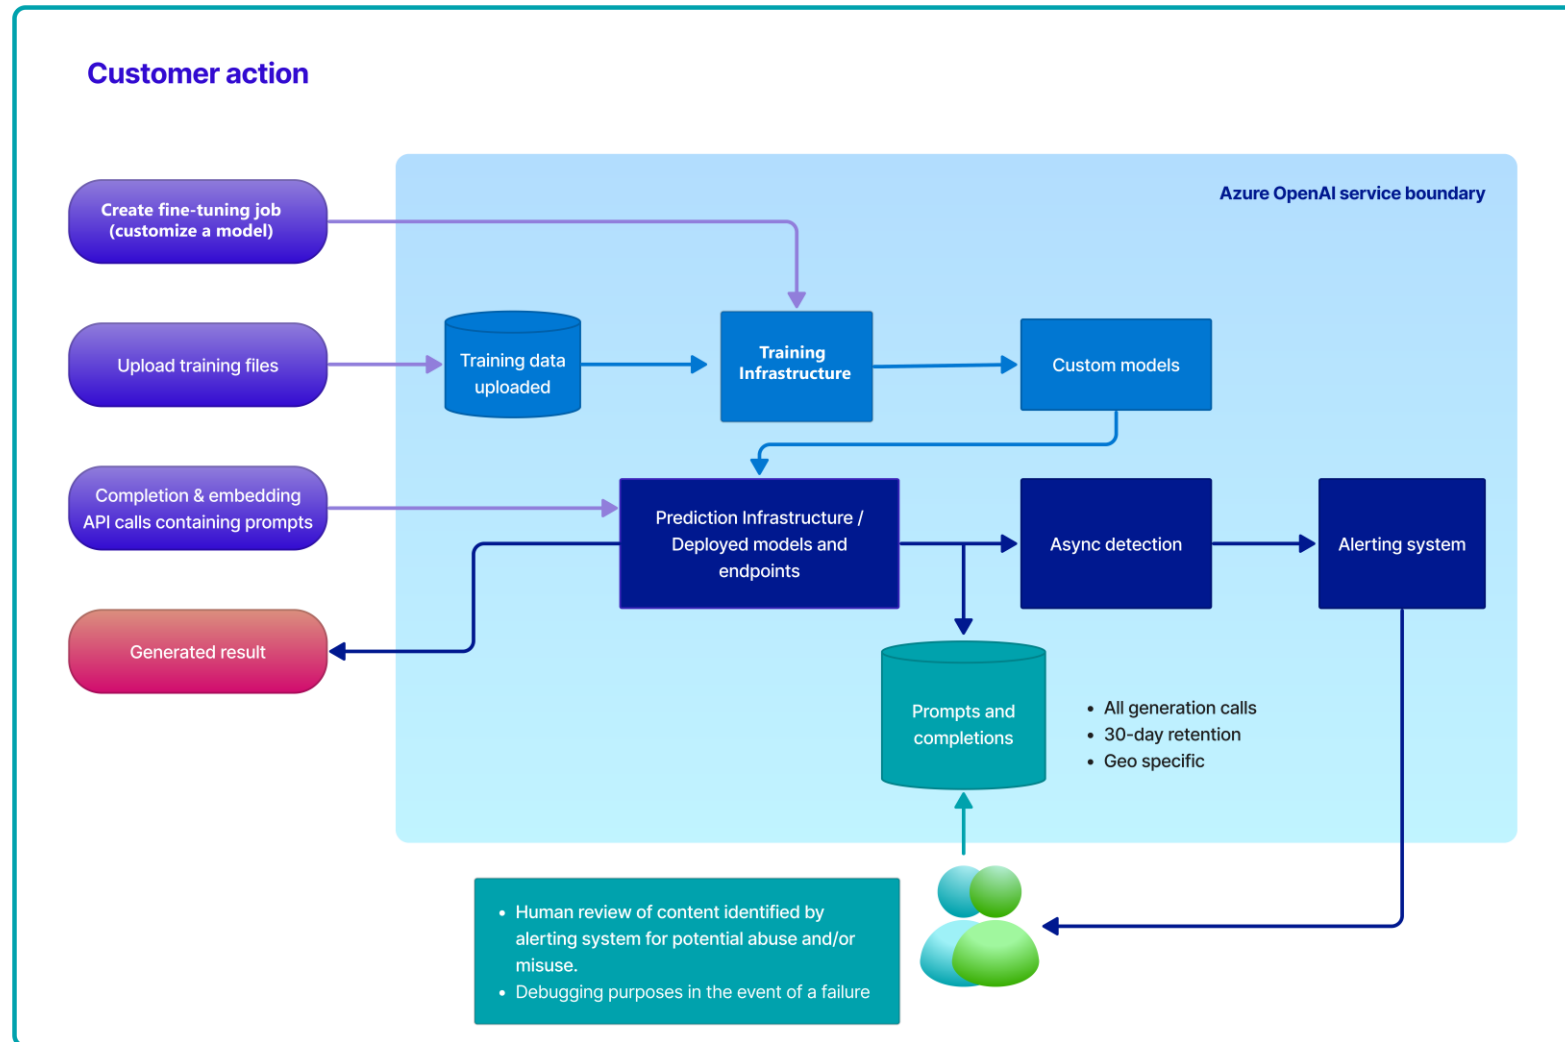 Customer action
Azure OpenAI service boundary
Create fine-tuning job
(customize a model)
Upload training files
Training data
uploaded
Training
Infrastructure
Custom models
Completion & embedding
API calls containing prompts
Prediction Infrastructure /
Deployed models and
endpoints
Async detection
Alerting system
Generated result
Prompts and
completions
• All generation calls
• 30-day retention
• Geo specific
• Human review of content identified by
alerting system for potential abuse and/or
misuse.
• Debugging purposes in the event of a failure